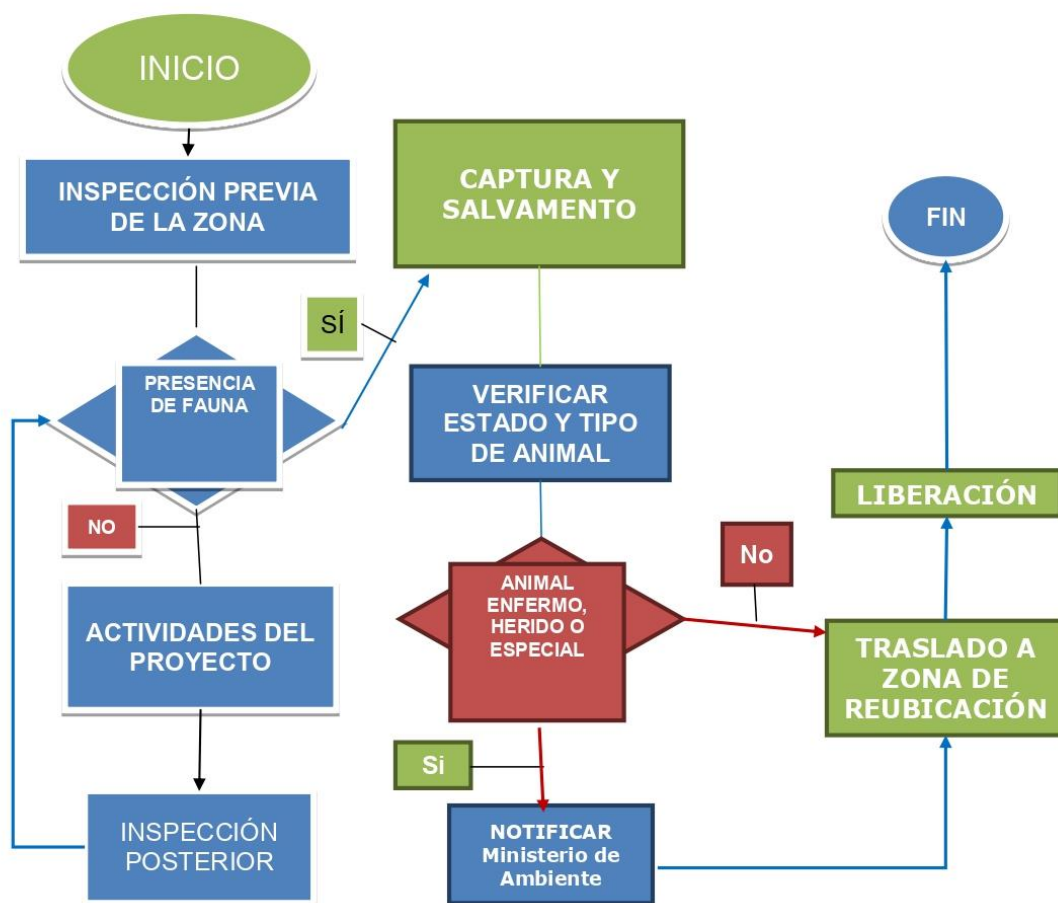 INICIO
INSPECCIÓN PREVIA
DE LA ZONA
PRESENCIA
DE FAUNA
SÍ
NO
ACTIVIDADES DEL
PROYECTO
INSPECCIÓN
POSTERIOR
CAPTURA Y
SALVAMENTO
VERIFICAR
ESTADO Y TIPO
DE ANIMAL
ANIMAL
ENFERMO,
HERIDO O
ESPECIAL
No
Si
NOTIFICAR
Ministerio de
Ambiente
TRASLADO A
ZONA DE
REUBICACIÓN
LIBERACIÓN
FIN